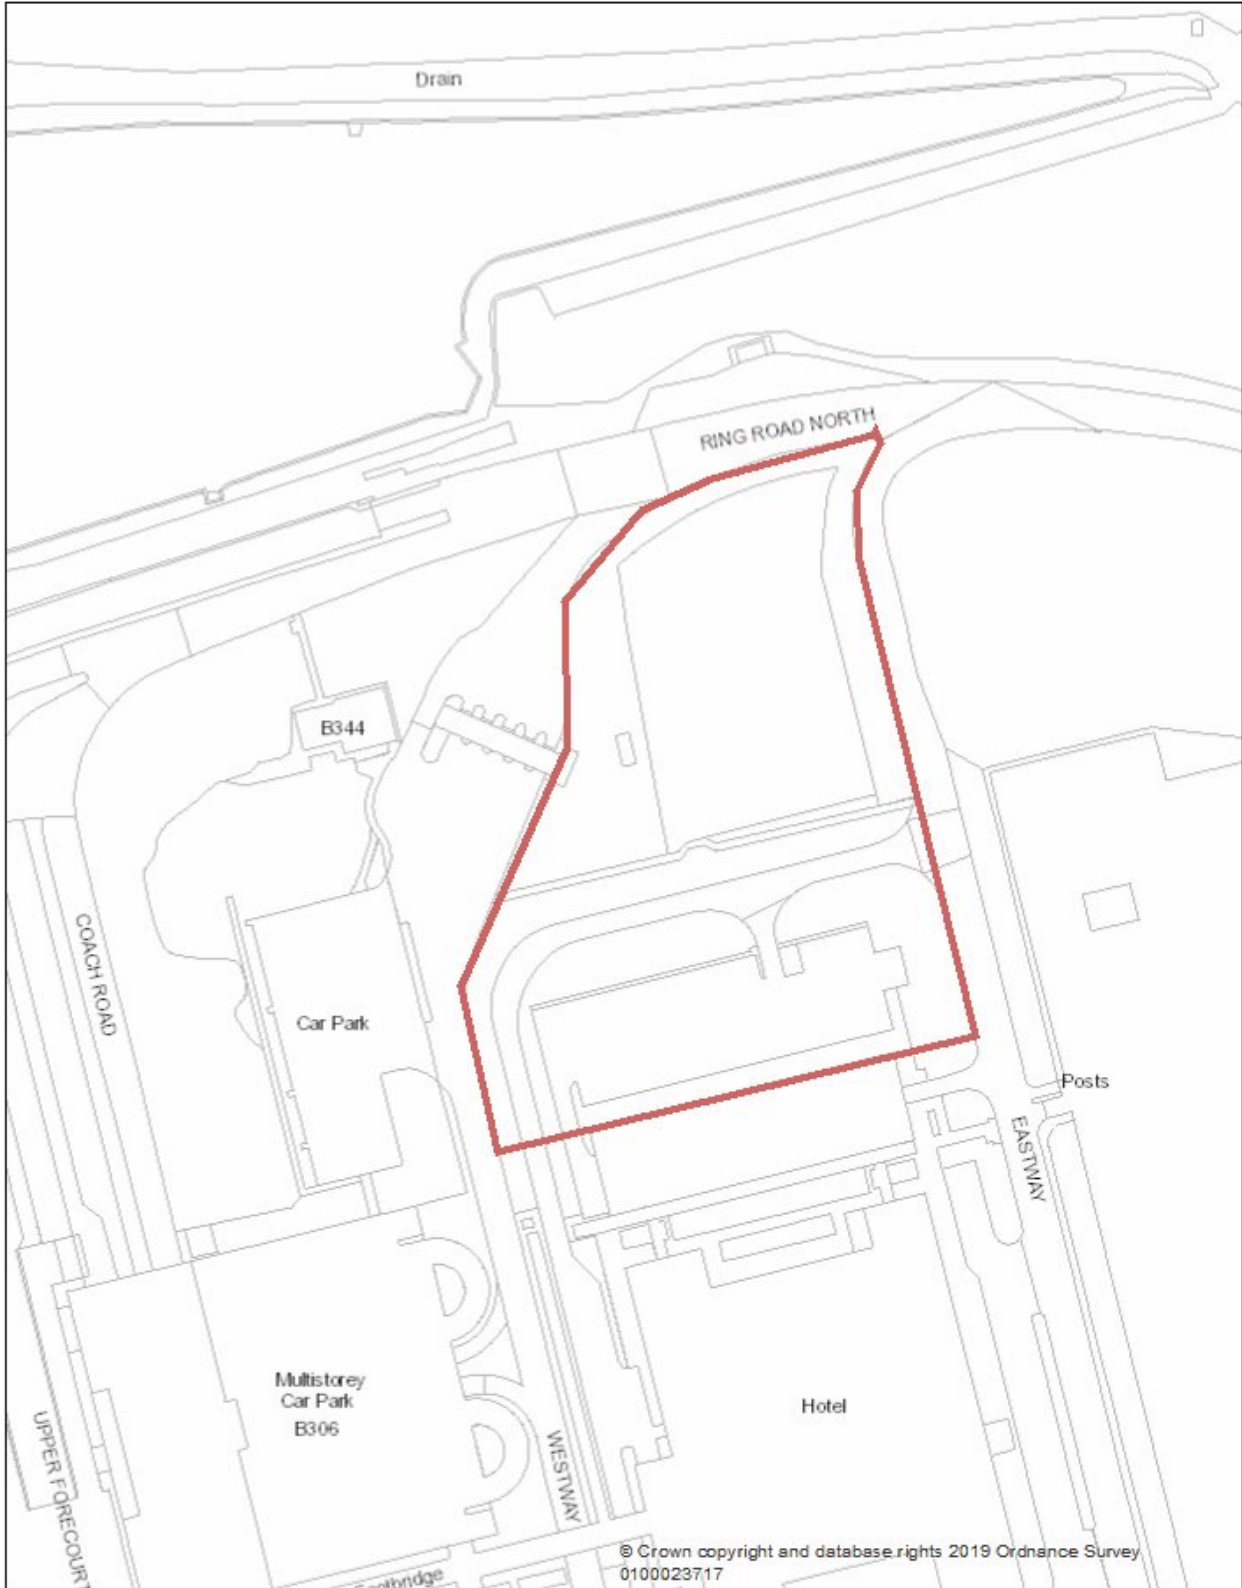 Drain
RING ROAD NORTH
B344
COACH ROAD
Car Park
Posts
EASTWAY
Multistorey
Car Park
B306
Hotel
UPPER FORECOURT
WESTWAY
© Crown copyright and database rights 2019 Ordnance Survey
0100023717
Footbridge